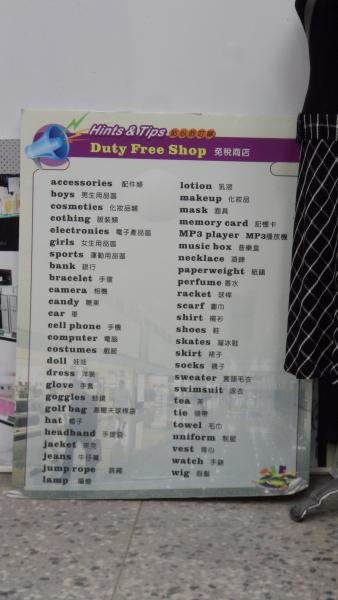 Hints & Tips
Duty Free Shop 免稅商店
accessories 配件類
boys 男生用品區
cosmetics 化妝品類
cothing 服裝類
electronics 電子產品區
girls 女生用品區
sports 運動用品區
bank 銀行
bracelet 手環
camera 相機
candy 糖果
car 車
cell phone 手機
computer 電腦
costumes 戲服
doll 娃娃
dress 洋裝
glove 手套
goggles 蛙鏡
golf bag 高爾夫球桿袋
hat 帽子
headband 手提袋
jacket 夾克
jeans 牛仔褲
jump rope 跳繩
lamp 檯燈
lotion 乳液
makeup 化妝品
mask 面具
memory card 記憶卡
MP3 player MP3播放機
music box 音樂盒
necklace 項鍊
paperweight 紙鎮
perfume 香水
racket 球桿
scarf 圍巾
shirt 襯衫
shoes 鞋
skates 溜冰鞋
skirt 裙子
socks 襪子
sweater 套頭毛衣
swimsuit 泳衣
tea 茶
tie 領帶
towel 毛巾
uniform 制服
vest 背心
watch 手錶
wig 假髮